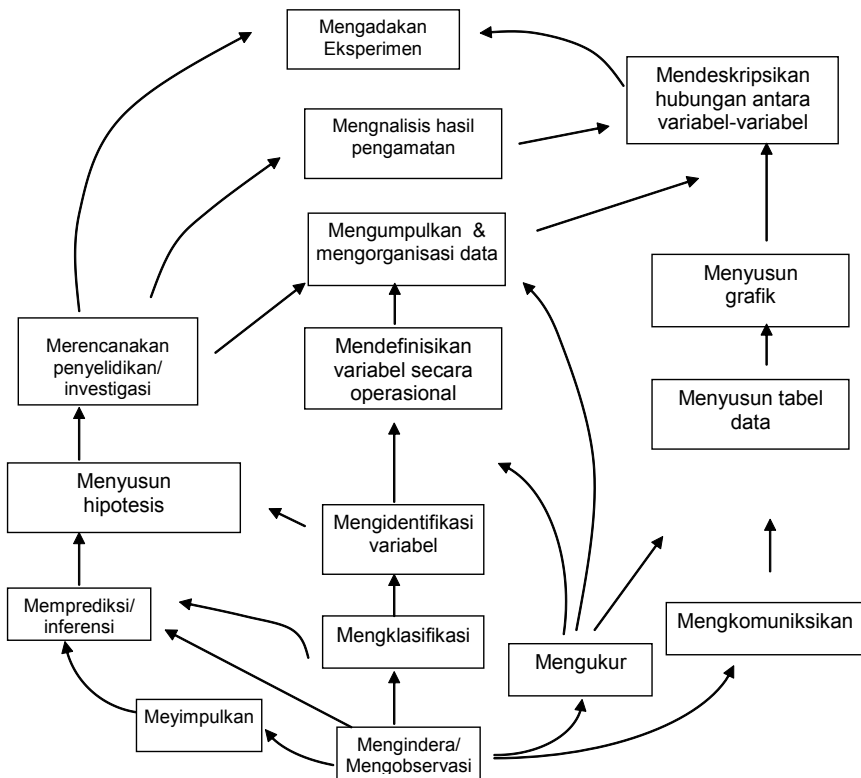 Mengadakan
Eksperimen
Mendeskripsikan
hubungan antara
variabel-variabel
Mengnalisis hasil
pengamatan
Mengumpulkan &
mengorganisasi data
Menyusun
grafik
Merencanakan
penyelidikan/
investigasi
Mendefinisikan
variabel secara
operasional
Menyusun tabel
data
Menyusun
hipotesis
Mengidentifikasi
variabel
Memprediksi/
inferensi
Mengklasifikasi
Mengukur
Mengkomuniksikan
Meyimpulkan
Mengindera/
Mengobservasi